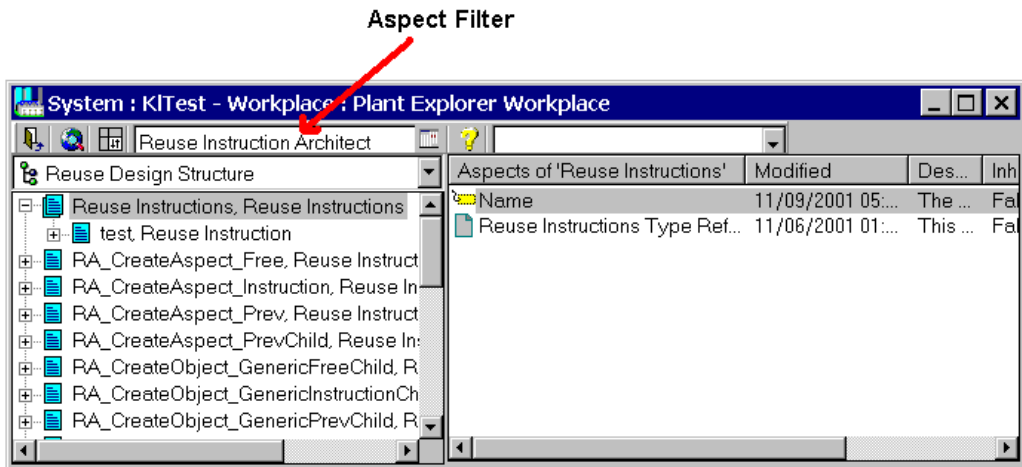 Aspect Filter
System : KlTest - Workplace : Plant Explorer Workplace
Reuse Instruction Architect
Reuse Design Structure
Aspects of 'Reuse Instructions' Modified Des... Inh
Reuse Instructions, Reuse Instructions
Name 11/09/2001 05:... The ... Fal
test, Reuse Instruction
Reuse Instructions Type Ref... 11/06/2001 01:... This ... Fal
RA_CreateAspect_Free, Reuse Instruct
RA_CreateAspect_Instruction, Reuse In
RA_CreateAspect_Prev, Reuse Instruct
RA_CreateAspect_PrevChild, Reuse In
RA_CreateObject_GenericFreeChild, R
RA_CreateObject_GenericInstructionCh
RA_CreateObject_GenericPrevChild, R